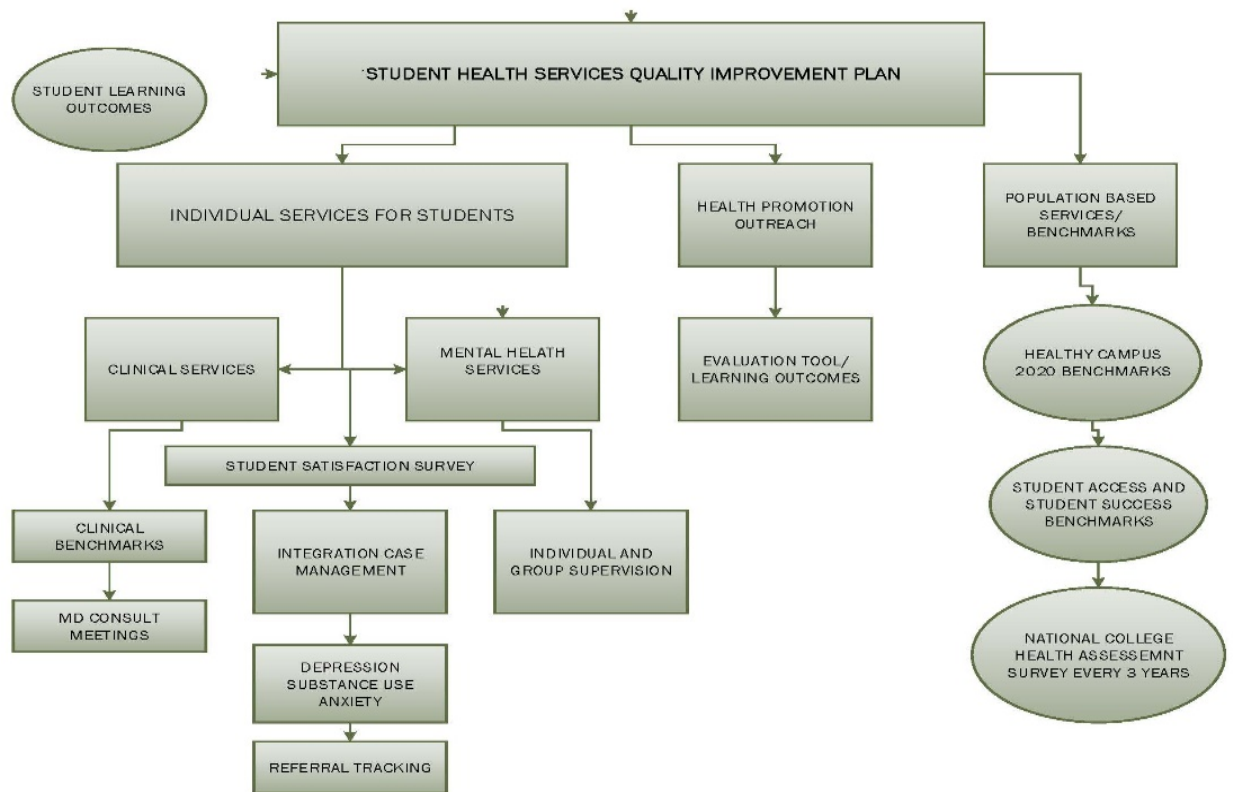 STUDENT HEALTH SERVICES QUALITY IMPROVEMENT PLAN
STUDENT LEARNING
OUTCOMES
INDIVIDUAL SERVICES FOR STUDENTS
HEALTH PROMOTION
OUTREACH
POPULATION BASED
SERVICES/
BENCHMARKS
CLINICAL SERVICES
MENTAL HELATH
SERVICES
EVALUATION TOOL/
LEARNING OUTCOMES
HEALTHY CAMPUS
2020 BENCHMARKS
STUDENT SATISFACTION SURVEY
STUDENT ACCESS AND
STUDENT SUCCESS
BENCHMARKS
CLINICAL
BENCHMARKS
INTEGRATION CASE
MANAGEMENT
INDIVIDUAL AND
GROUP SUPERVISION
MD CONSULT
MEETINGS
NATIONAL COLLEGE
HEALTH ASSESSEMNT
SURVEY EVERY 3 YEARS
DEPRESSION
SUBSTANCE USE
ANXIETY
REFERRAL TRACKING